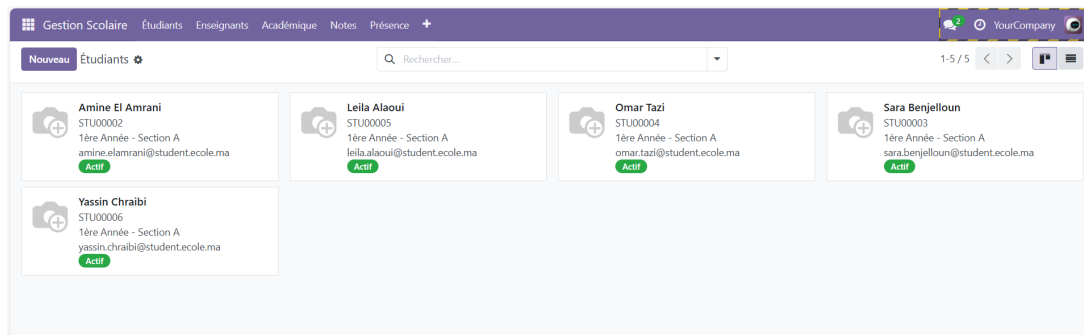 Gestion Scolaire Étudiants Enseignants Académique Notes Présence + 2 YourCompany
Nouveau Étudiants Rechercher... 1-5 / 5
Amine El Amrani
STU00002
1ère Année - Section A
amine.elamrani@student.ecole.ma
Actif
Leila Alaoui
STU00005
1ère Année - Section A
leila.alaoui@student.ecole.ma
Actif
Omar Tazi
STU00004
1ère Année - Section A
omar.tazi@student.ecole.ma
Actif
Sara Benjelloun
STU00003
1ère Année - Section A
sara.benjelloun@student.ecole.ma
Actif
Yassin Chraibi
STU00006
1ère Année - Section A
yassin.chraibi@student.ecole.ma
Actif